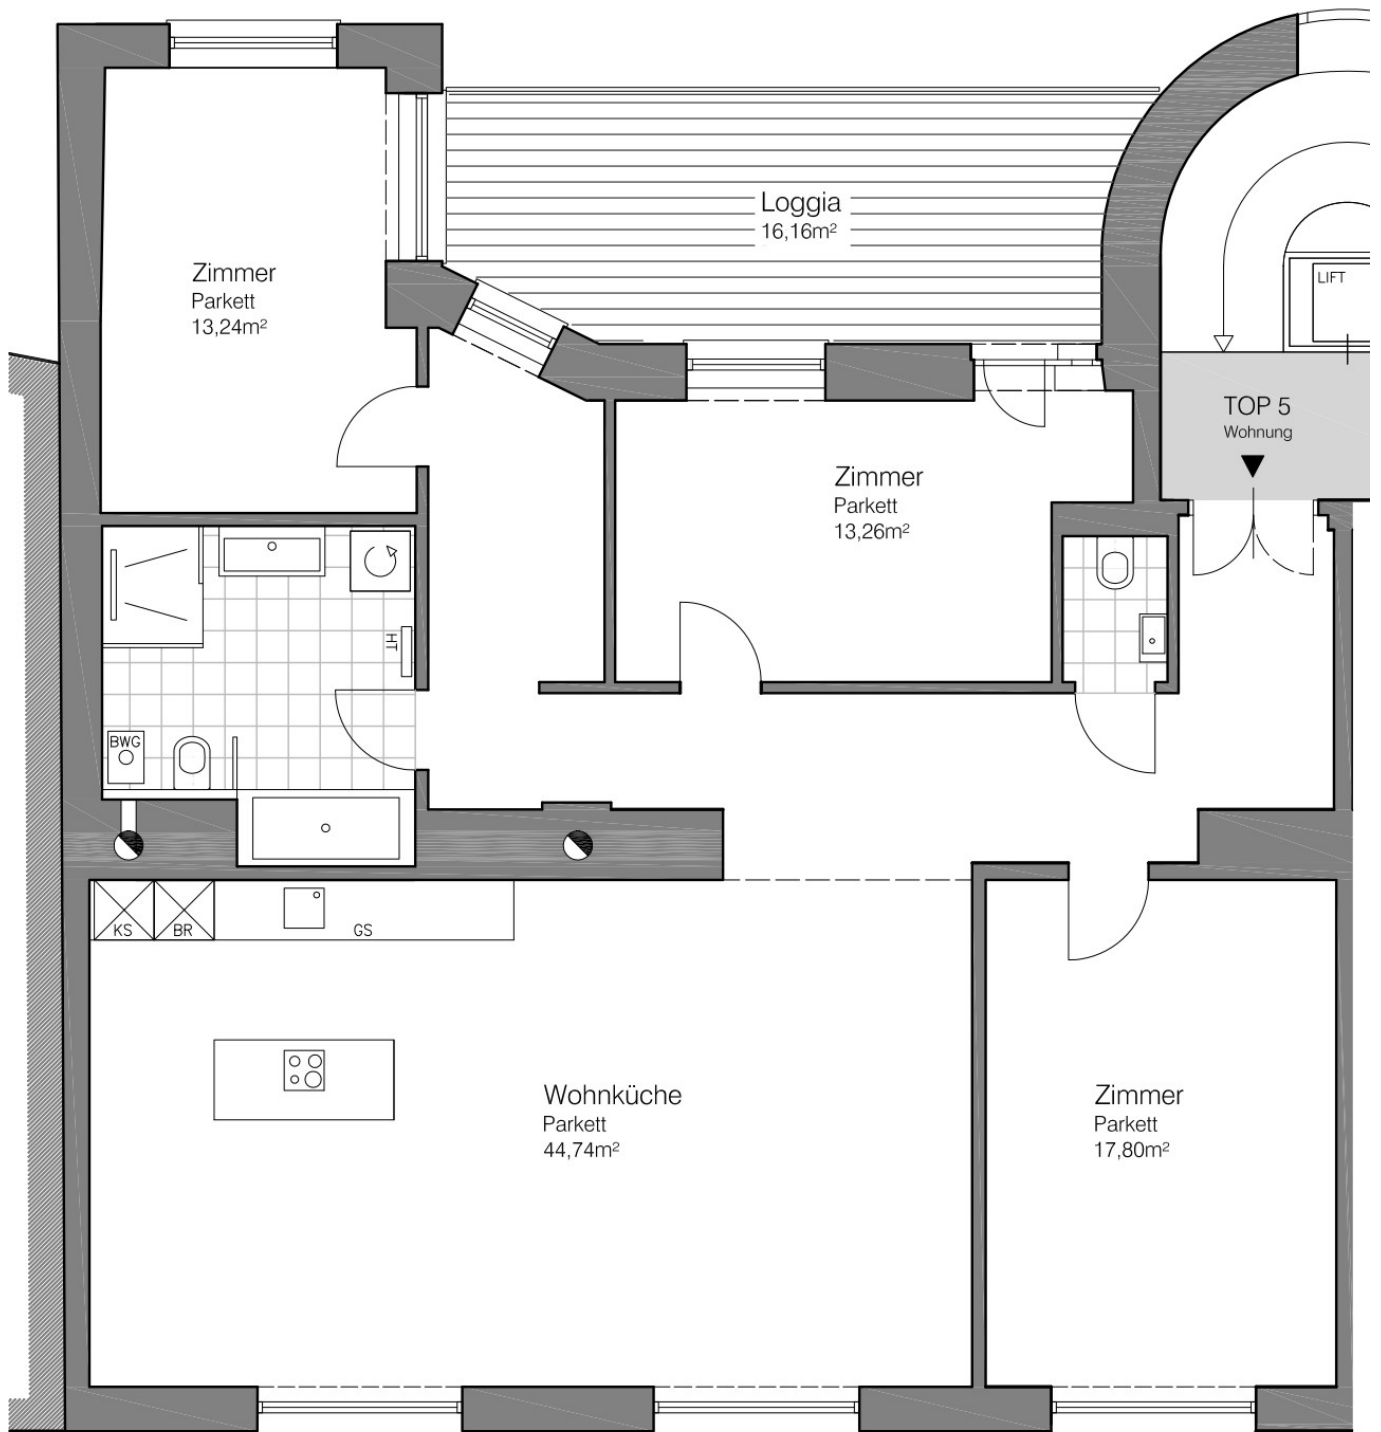 Loggia
16,16m²
Zimmer
Parkett
13,24m²
LIFT
TOP 5
Wohnung
Zimmer
Parkett
13,26m²
HT
BWG
KS
BR
GS
Wohnküche
Parkett
44,74m²
Zimmer
Parkett
17,80m²